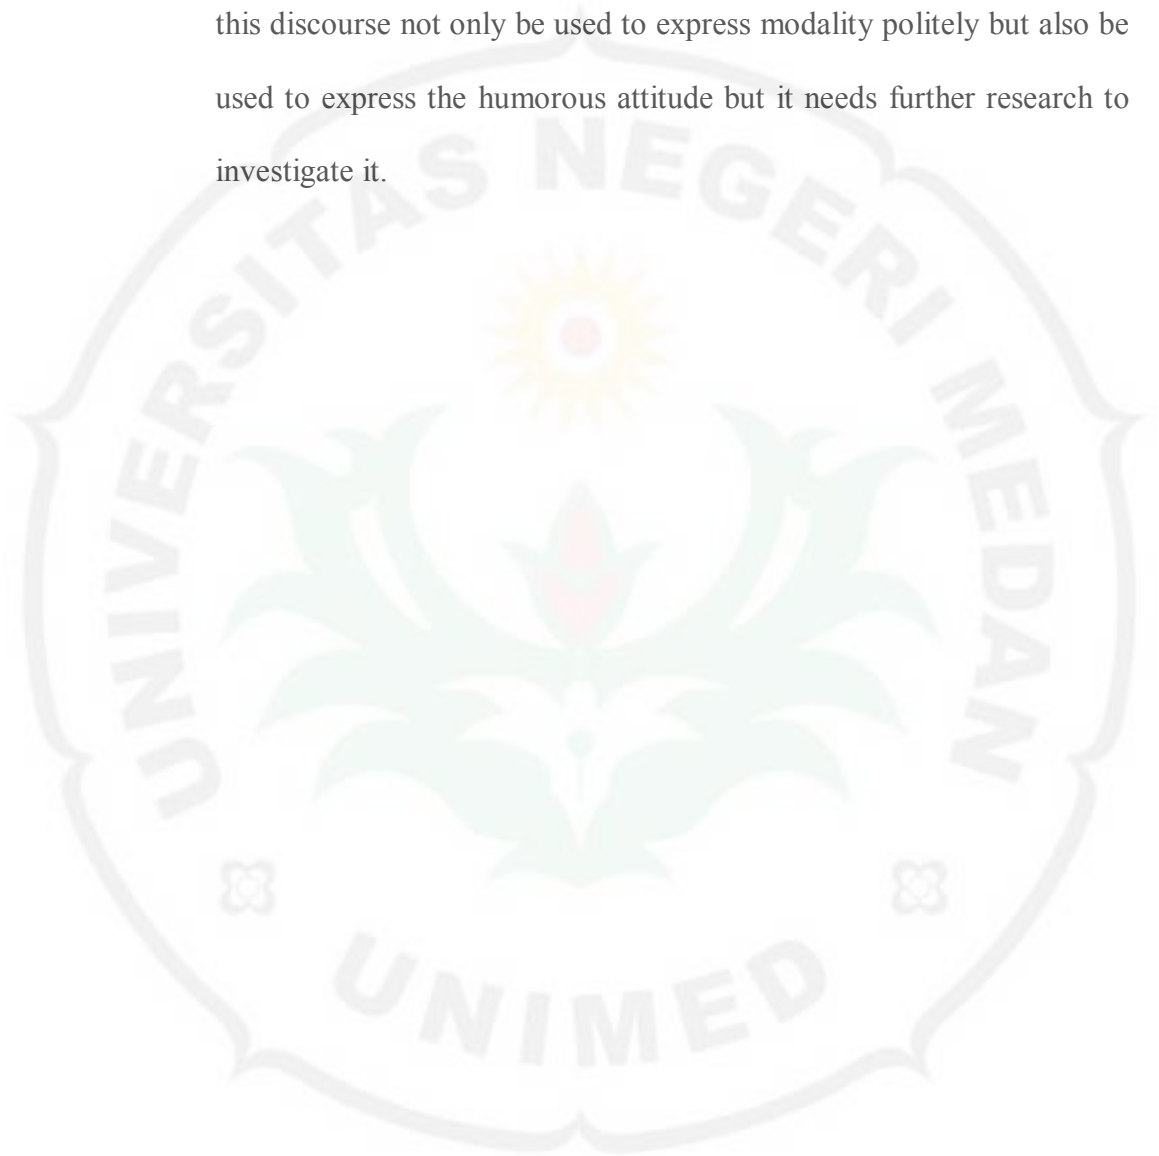 this discourse not only be used to express modality politely but also be
used to express the humorous attitude but it needs further research to
investigate it.
UNIVERSITAS NEGERI MEDAN
UNIMED